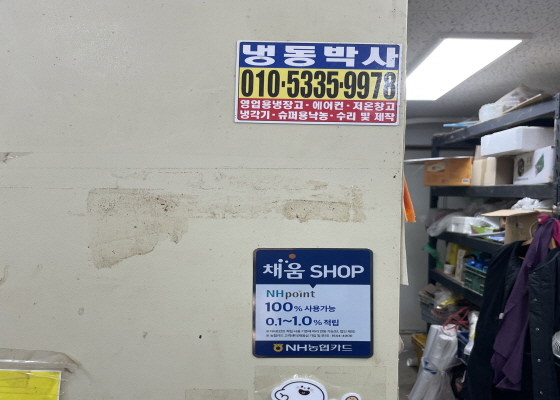 냉동박사
010·5335·9978
영업용냉장고·에어컨·저온창고
냉각기·슈퍼용냉동·수리 및 제작
채움 SHOP
NHpoint
100% 사용가능
0.1~1.0% 적립
NH농협카드